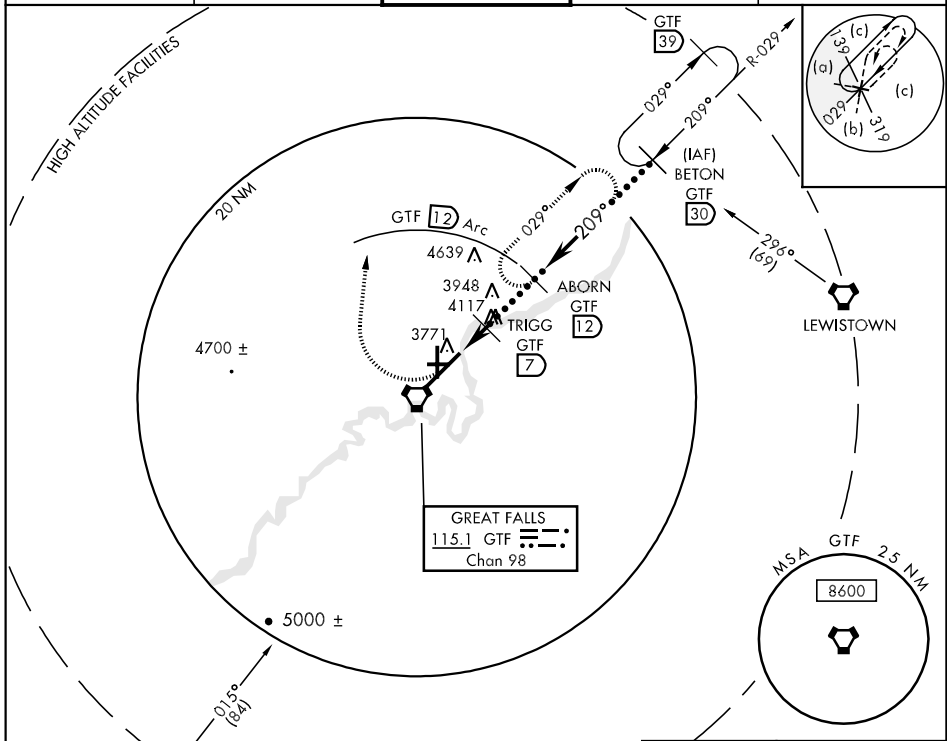 HIGH ALTITUDE FACILITIES
20 NM
GTF
39
029°
209°
R-029
139
(c)
(a)
(c)
029
(b)
319
(IAF)
BETON
GTF
30
GTF 12 Arc
029°
209°
296°
(69)
LEWISTOWN
4639
3948
4117
3771
ABORN
GTF
12
TRIGG
GTF
7
4700 ±
GREAT FALLS
115.1 GTF
Chan 98
5000 ±
015°
(84)
MSA GTF 25 NM
8600